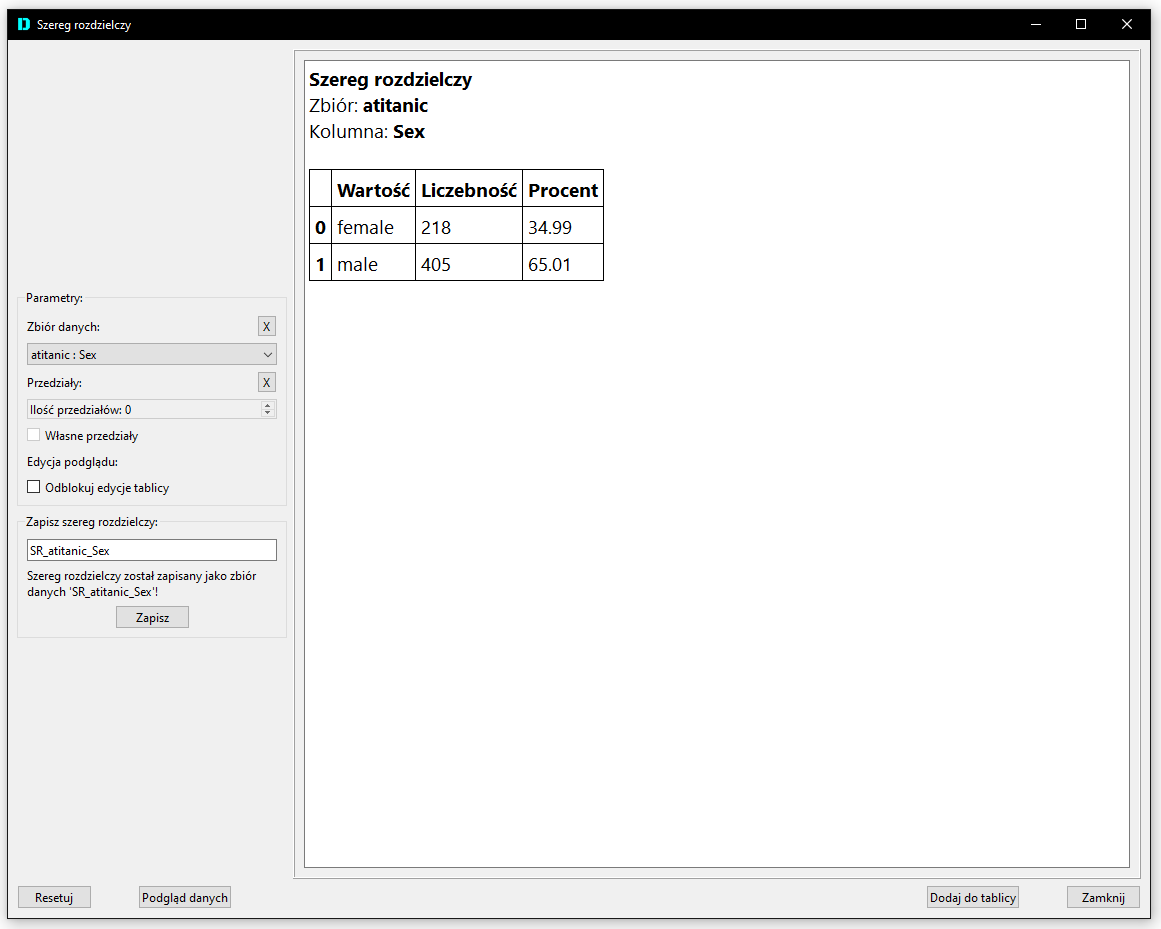 Szereg rozdzielczy
Parametry:
Zbiór danych:
X
atitanic : Sex
Przedziały:
X
Ilość przedziałów: 0
Własne przedziały
Edycja podglądu:
Odblokuj edycje tablicy
Zapisz szereg rozdzielczy:
SR_atitanic_Sex
Szereg rozdzielczy został zapisany jako zbiór
danych 'SR_atitanic_Sex'!
Zapisz
Szereg rozdzielczy
Zbiór: atitanic
Kolumna: Sex
Wartość Liczebność Procent
0 female 218 34.99
1 male 405 65.01
Resetuj
Podgląd danych
Dodaj do tablicy
Zamknij